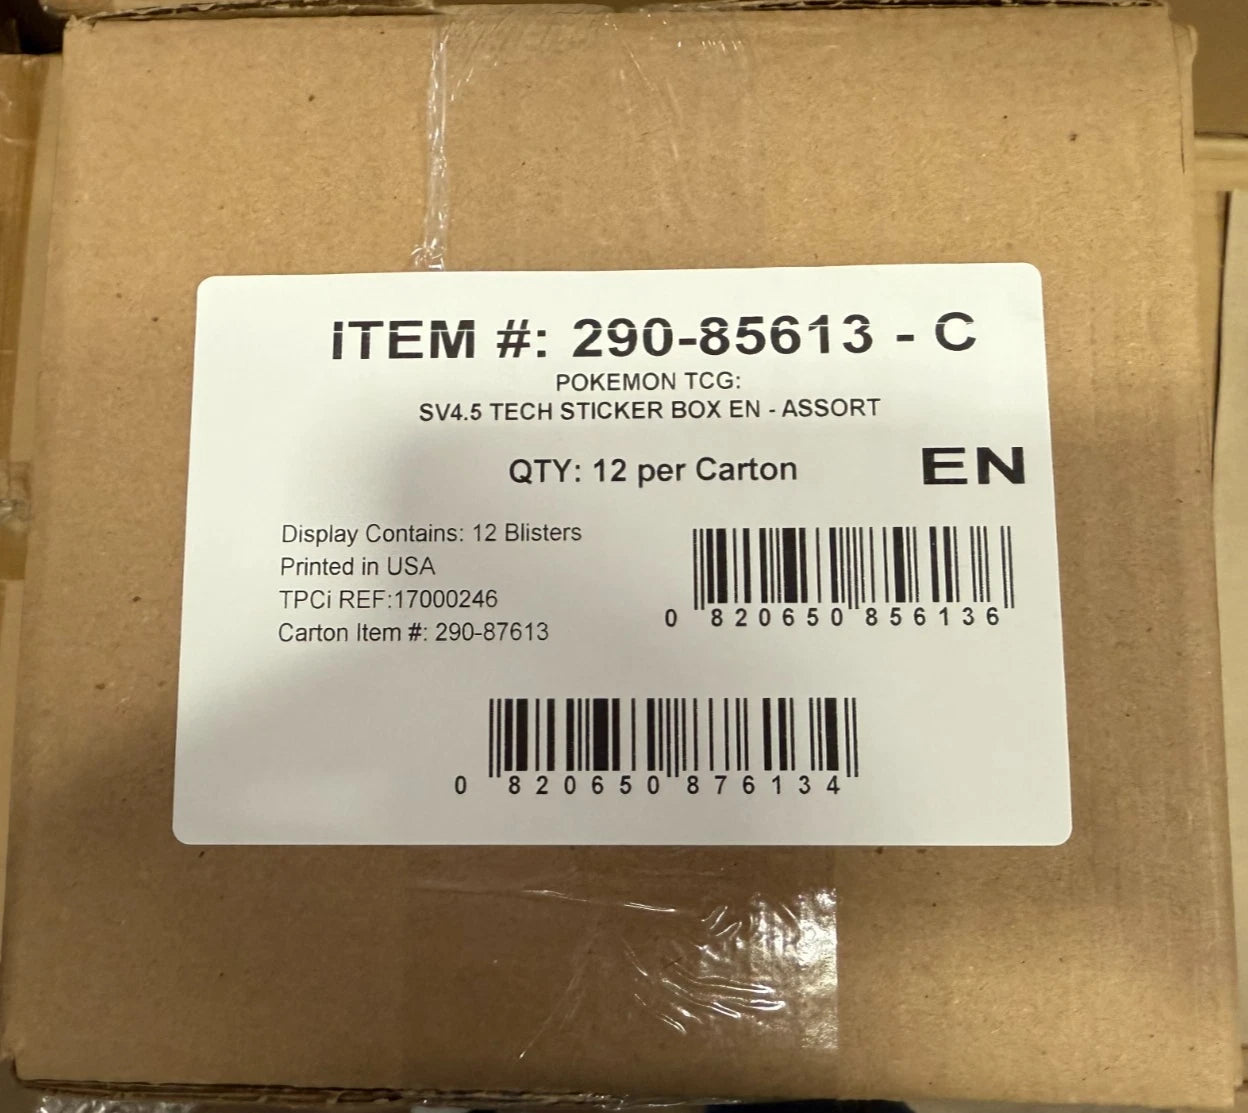 ITEM #: 290-85613 - C
POKEMON TCG:
SV4.5 TECH STICKER BOX EN - ASSORT
QTY: 12 per Carton
EN
Display Contains: 12 Blisters
Printed in USA
TPCi REF:17000246
Carton Item #: 290-87613
0 820650 856136
0 820650 876134